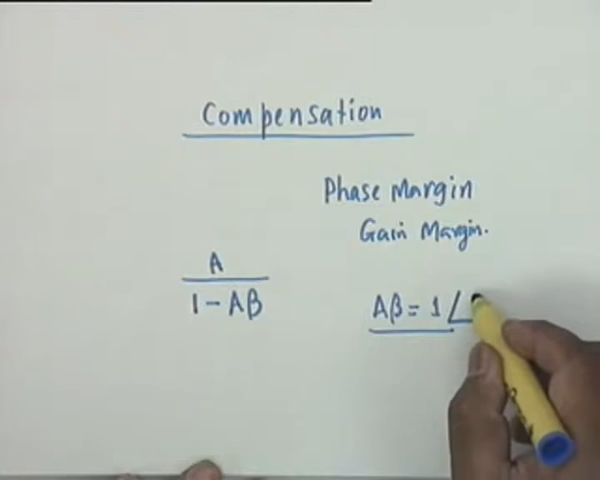 Compensation
Phase Margin
Gain Margin.
A
1 - Aβ
Aβ = 1∠